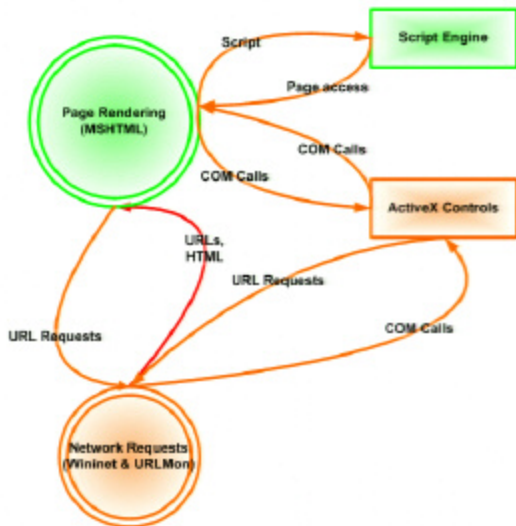 Script
Script Engine
Page access
Page Rendering
(MSHTML)
COM Calls
COM Calls
ActiveX Controls
URLs,
HTML
URL Requests
URL Requests
COM Calls
Network Requests
(Wininet & URLMon)